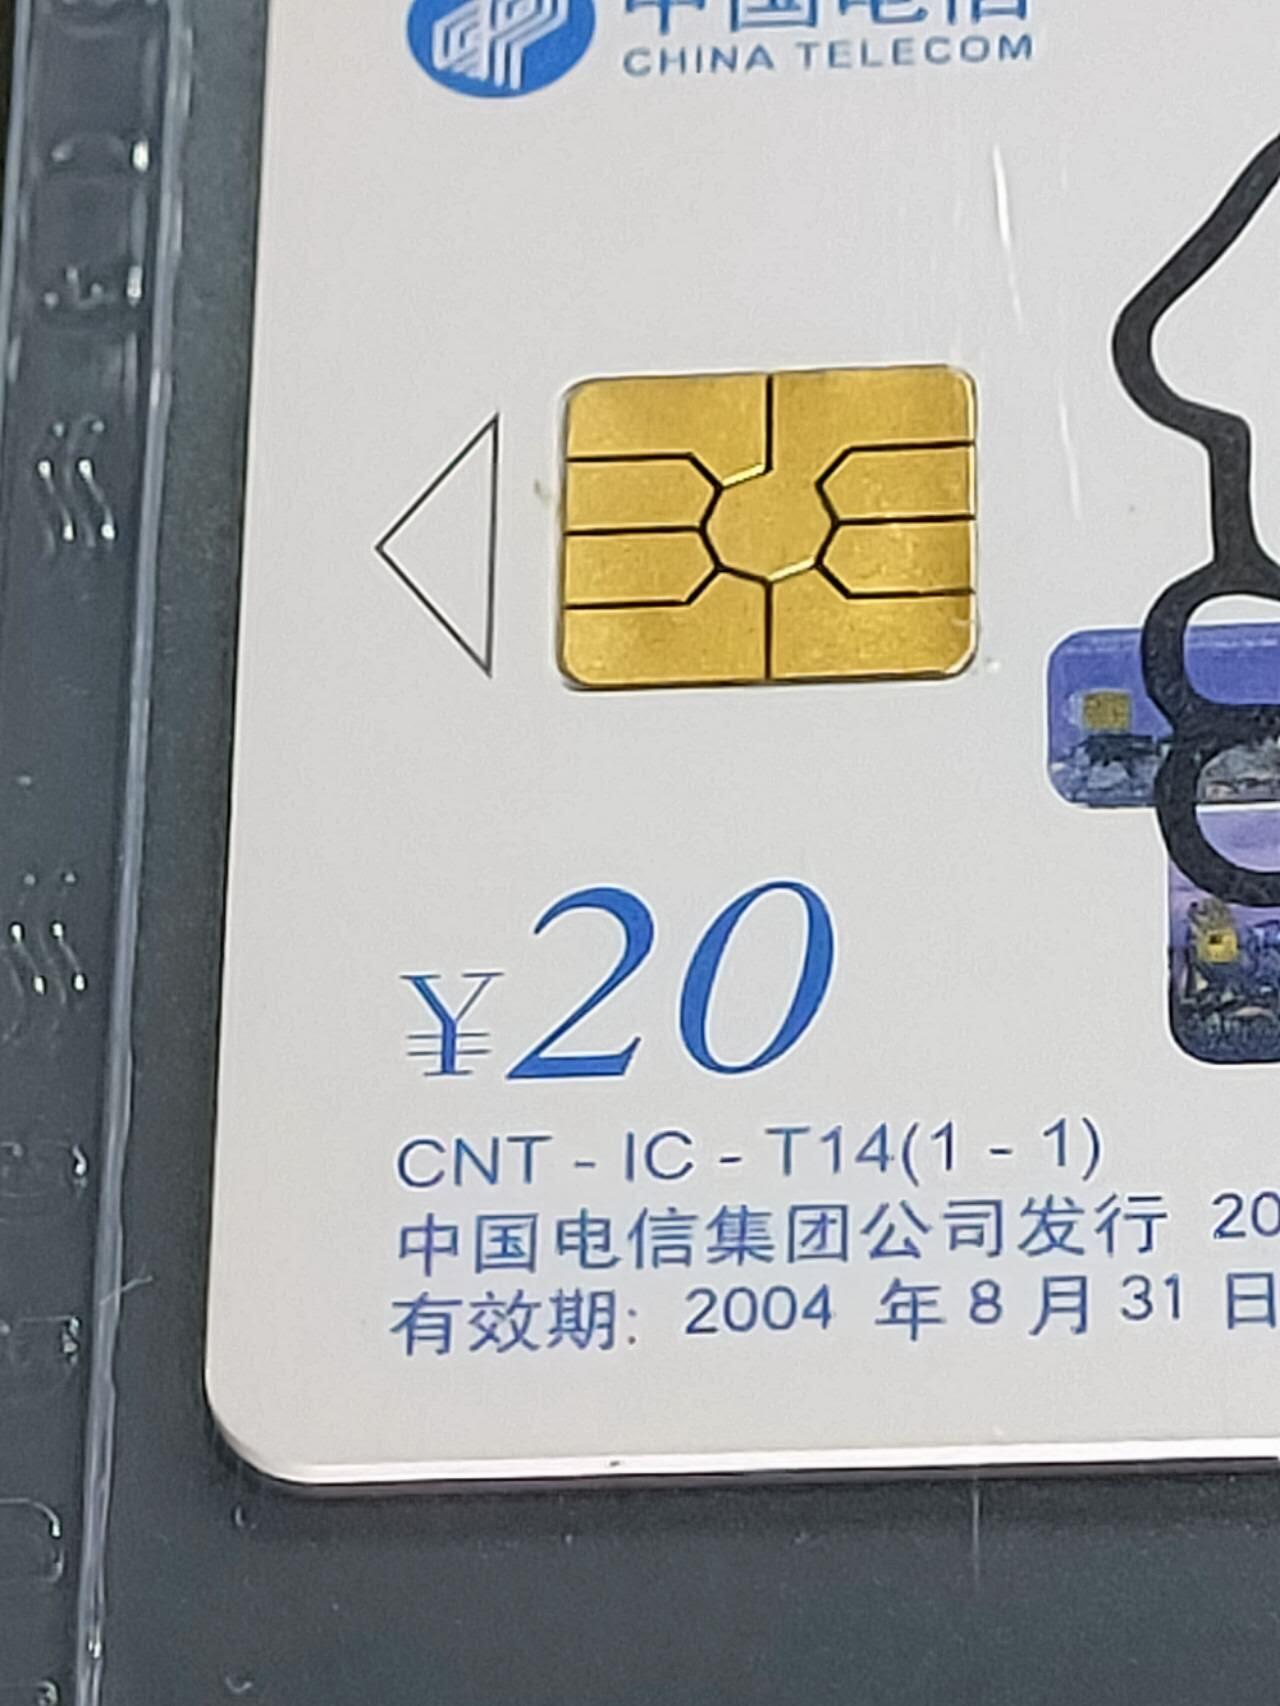 中国电信
CHINA TELECOM
¥20
CNT-IC-T14(1-1)
中国电信集团公司发行 20
有效期: 2004 年 8 月 31 日